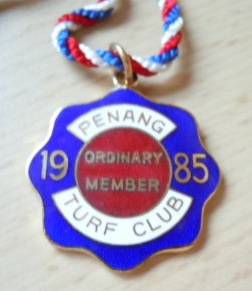 PENANG
19 ORDINARY 85
MEMBER
TURF CLUB